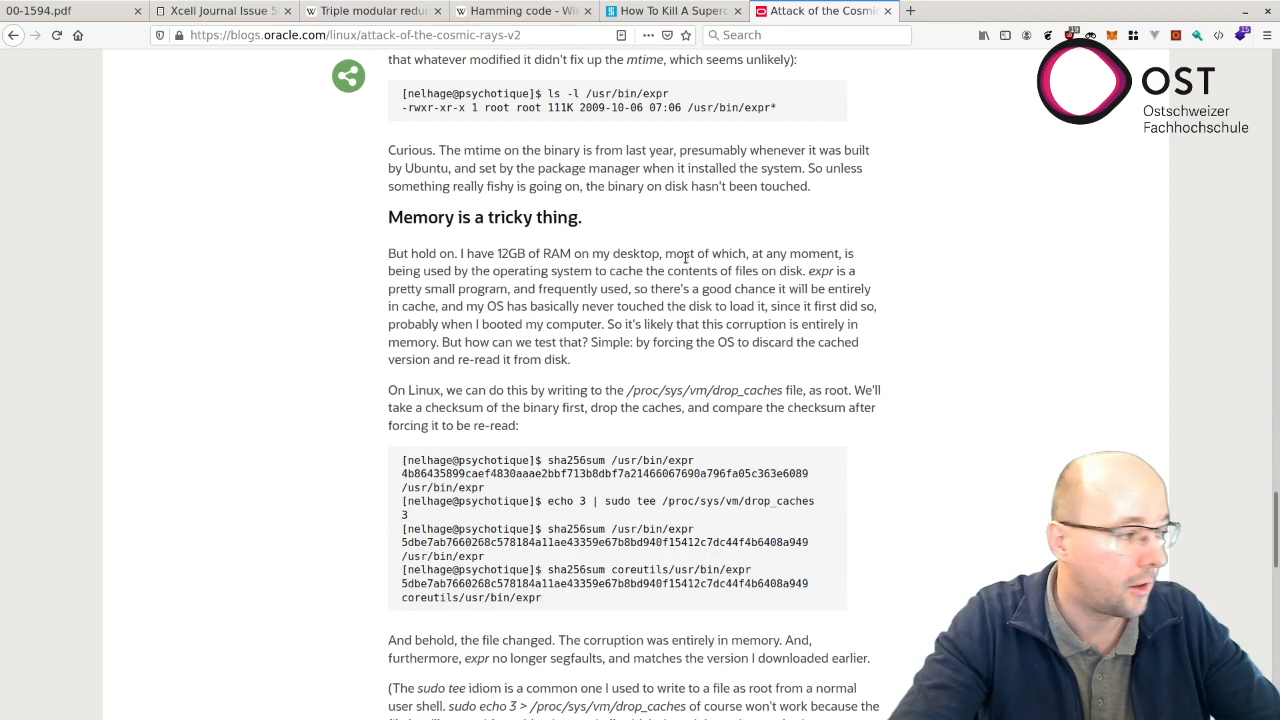 00-1594.pdf
Xcell Journal Issue 5
Triple modular redun
Hamming code - Wi
How To Kill A Superc
Attack of the Cosmic
https://blogs.oracle.com/linux/attack-of-the-cosmic-rays-v2
Search
OST
Ostschweizer
Fachhochschule
that whatever modified it didn't fix up the mtime, which seems unlikely):
[nelhage@psychotique]$ ls -l /usr/bin/expr
-rwxr-xr-x 1 root root 111K 2009-10-06 07:06 /usr/bin/expr*
Curious. The mtime on the binary is from last year, presumably whenever it was built
by Ubuntu, and set by the package manager when it installed the system. So unless
something really fishy is going on, the binary on disk hasn't been touched.
Memory is a tricky thing.
But hold on. I have 12GB of RAM on my desktop, most of which, at any moment, is
being used by the operating system to cache the contents of files on disk. expr is a
pretty small program, and frequently used, so there's a good chance it will be entirely
in cache, and my OS has basically never touched the disk to load it, since it first did so,
probably when I booted my computer. So it's likely that this corruption is entirely in
memory. But how can we test that? Simple: by forcing the OS to discard the cached
version and re-read it from disk.
On Linux, we can do this by writing to the /proc/sys/vm/drop_caches file, as root. We'll
take a checksum of the binary first, drop the caches, and compare the checksum after
forcing it to be re-read:
[nelhage@psychotique]$ sha256sum /usr/bin/expr
4b86435899caef4830aaae2bbf713b8dbf7a21466067690a796fa05c363e6089
/usr/bin/expr
[nelhage@psychotique]$ echo 3 | sudo tee /proc/sys/vm/drop_caches
3
[nelhage@psychotique]$ sha256sum /usr/bin/expr
5dbe7ab7660268c578184a11ae43359e67b8bd940f15412c7dc44f4b6408a949
/usr/bin/expr
[nelhage@psychotique]$ sha256sum coreutils/usr/bin/expr
5dbe7ab7660268c578184a11ae43359e67b8bd940f15412c7dc44f4b6408a949
coreutils/usr/bin/expr
And behold, the file changed. The corruption was entirely in memory. And,
furthermore, expr no longer segfaults, and matches the version I downloaded earlier.
(The sudo tee idiom is a common one I used to write to a file as root from a normal
user shell. sudo echo 3 > /proc/sys/vm/drop_caches of course won't work because the